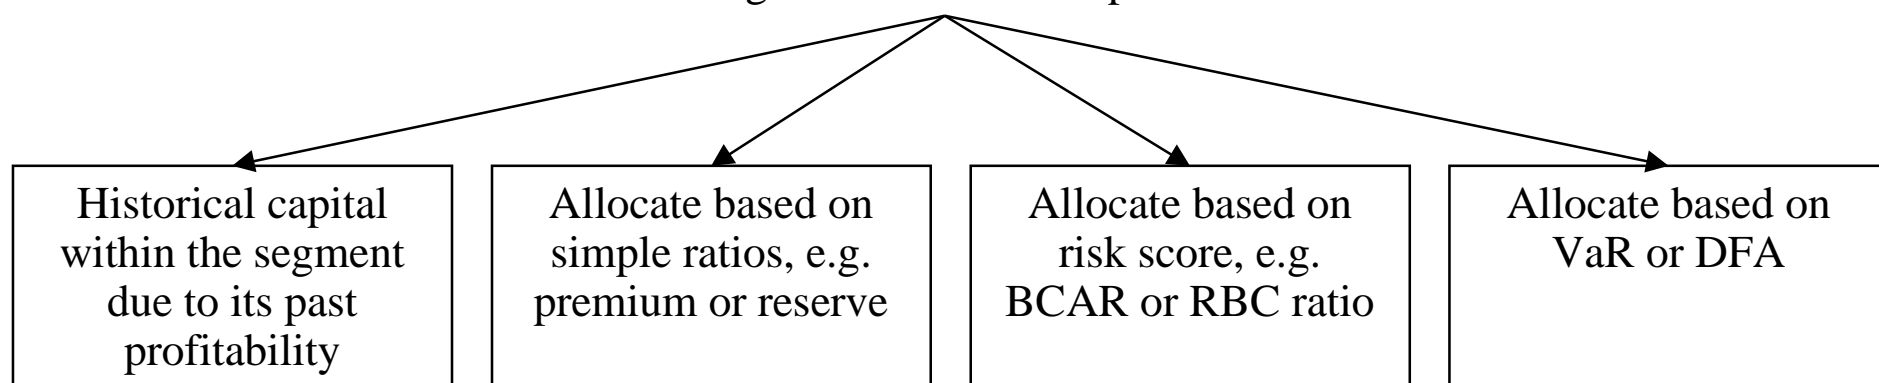 Historical capital
within the segment
due to its past
profitability
Allocate based on
simple ratios, e.g.
premium or reserve
Allocate based on
risk score, e.g.
BCAR or RBC ratio
Allocate based on
VaR or DFA